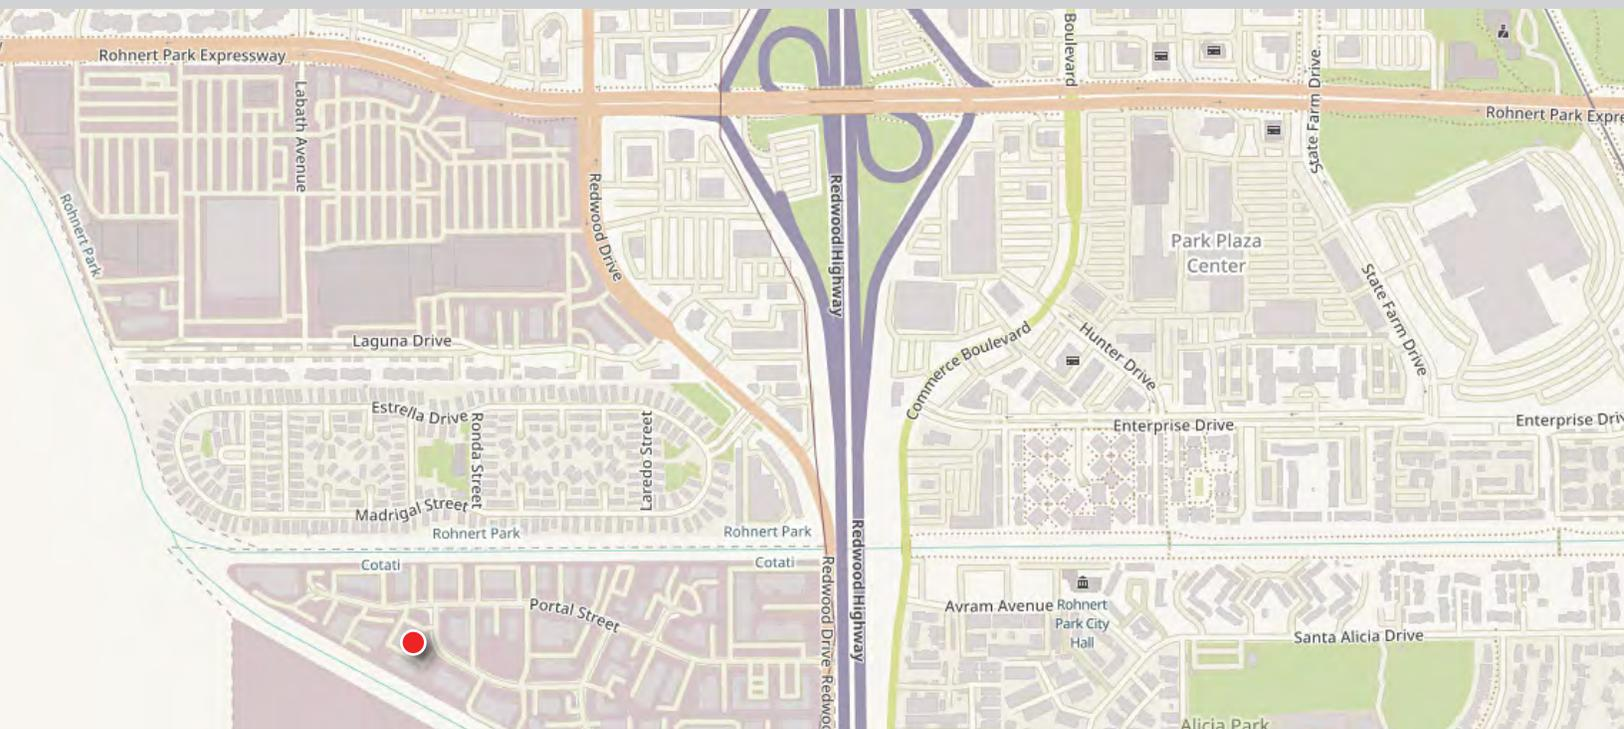 Rohnert Park Expressway
Boulevard
State Farm Drive
Rohnert Park Expre
Labath Avenue
Rohnert Park
Redwood Drive
Redwood Highway
Park Plaza
Center
State Farm Drive
Laguna Drive
Commerce Boulevard
Hunter Drive
Estrella Drive
Ronda Street
Laredo Street
Enterprise Drive
Enterprise Driv
Madrigal Street
Rohnert Park
Rohnert Park
Cotati
Cotati
Redwood Highway
Redwood Drive
Redwoo
Portal Street
Avram Avenue
Rohnert
Park City
Hall
Santa Alicia Drive
Alicia Park